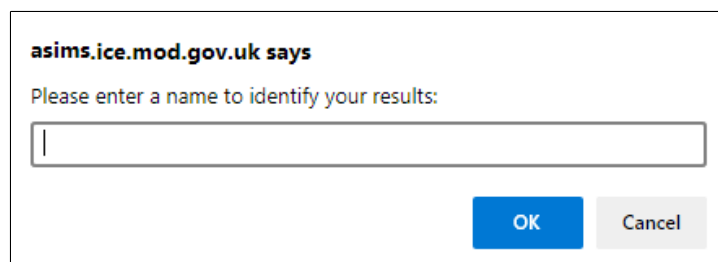 asims.ice.mod.gov.uk says
Please enter a name to identify your results:
OK
Cancel